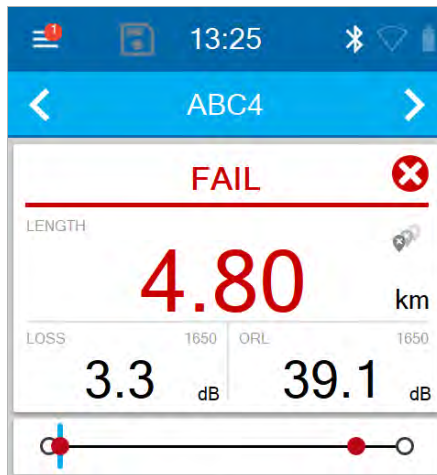 1
13:25
ABC4
FAIL
LENGTH
4.80 km
LOSS 1650 ORL 1650
3.3 dB 39.1 dB